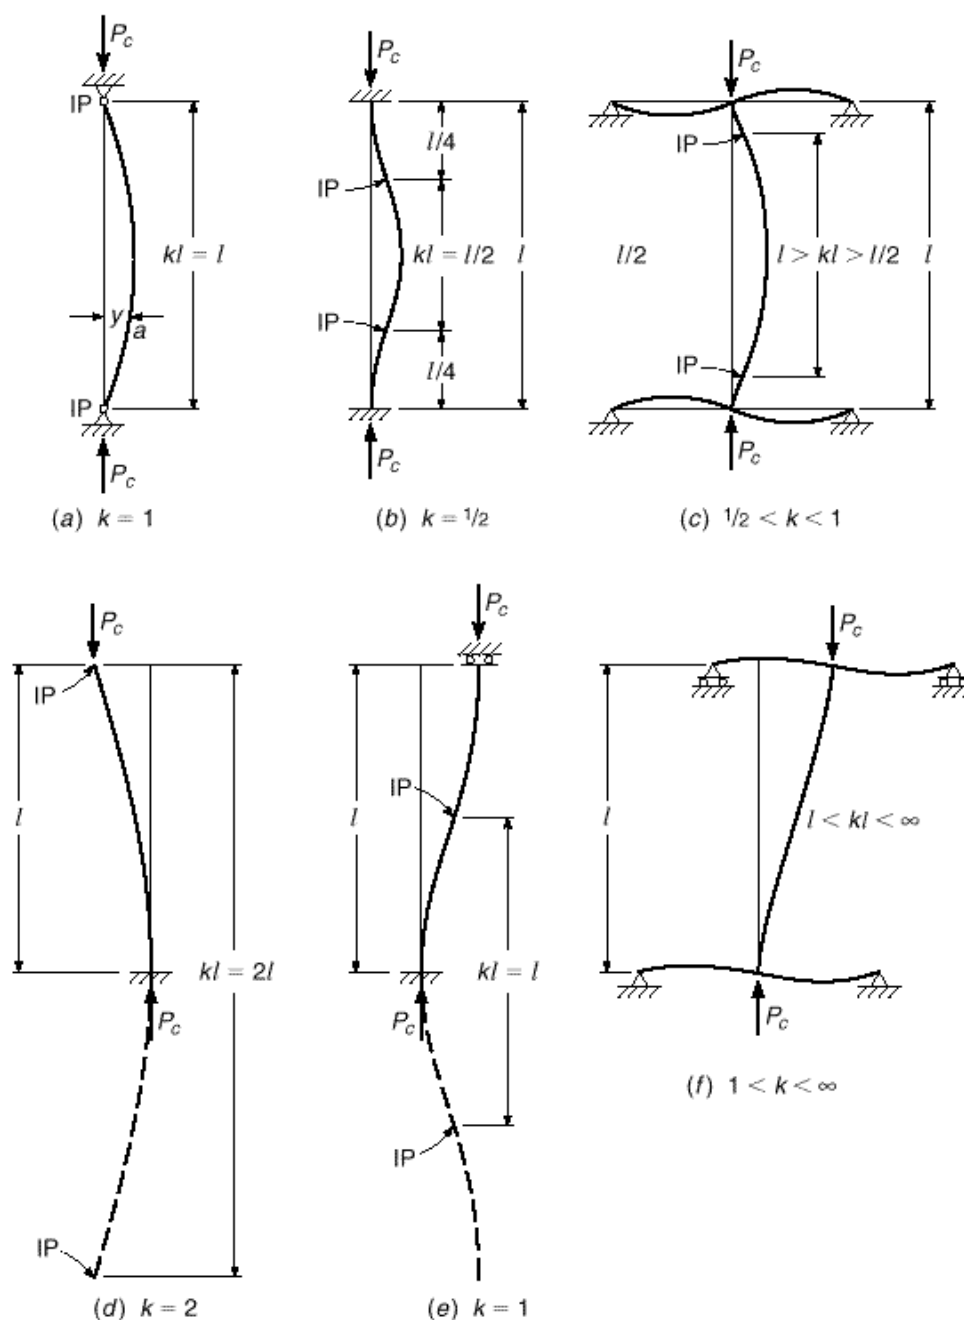 P_c
IP
kl = l
y
a
IP
P_c
(a) k = 1
P_c
l/4
IP
kl = l/2
l
IP
l/4
P_c
(b) k = 1/2
P_c
IP
l/2
l > kl > l/2
l
IP
P_c
(c) 1/2 < k < 1
P_c
IP
l
kl = 2l
P_c
IP
(d) k = 2
P_c
IP
l
kl = l
P_c
IP
(e) k = 1
P_c
l
l < kl < ∞
P_c
(f) 1 < k < ∞